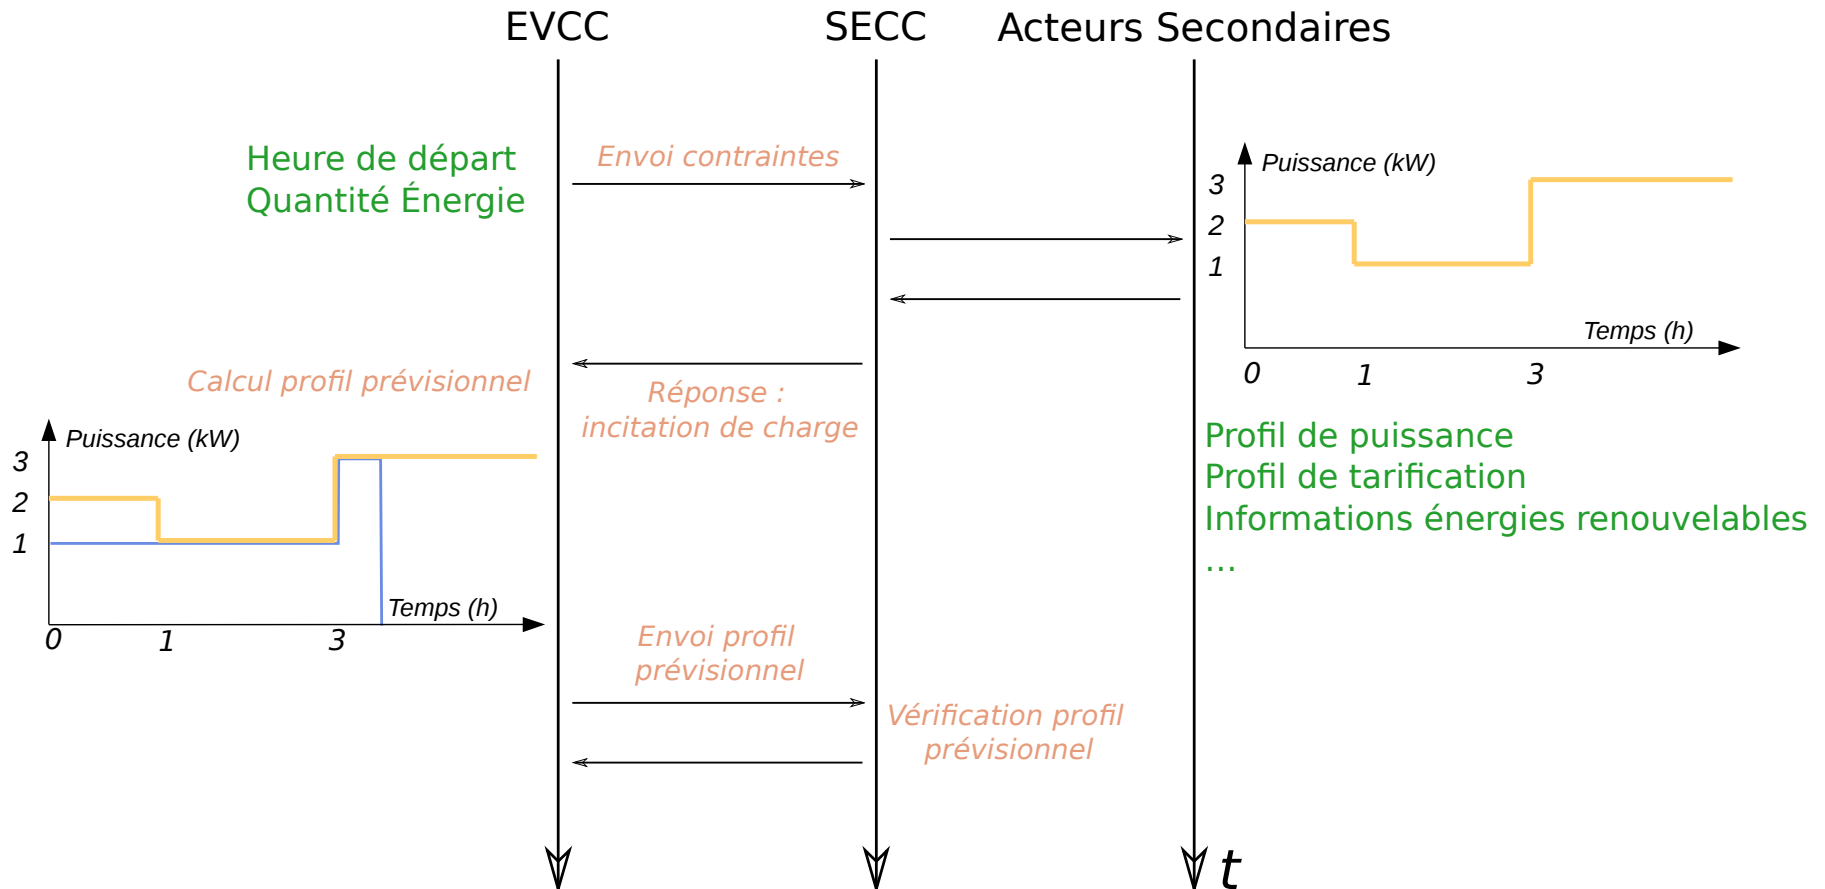 EVCC
SECC
Acteurs Secondaires
Heure de départ
Quantité Énergie
Envoi contraintes
Puissance (kW)
3
2
1
Temps (h)
0
1
3
Calcul profil prévisionnel
Réponse :
incitation de charge
Puissance (kW)
3
2
1
Temps (h)
0
1
3
Profil de puissance
Profil de tarification
Informations énergies renouvelables
...
Envoi profil
prévisionnel
Vérification profil
prévisionnel
t